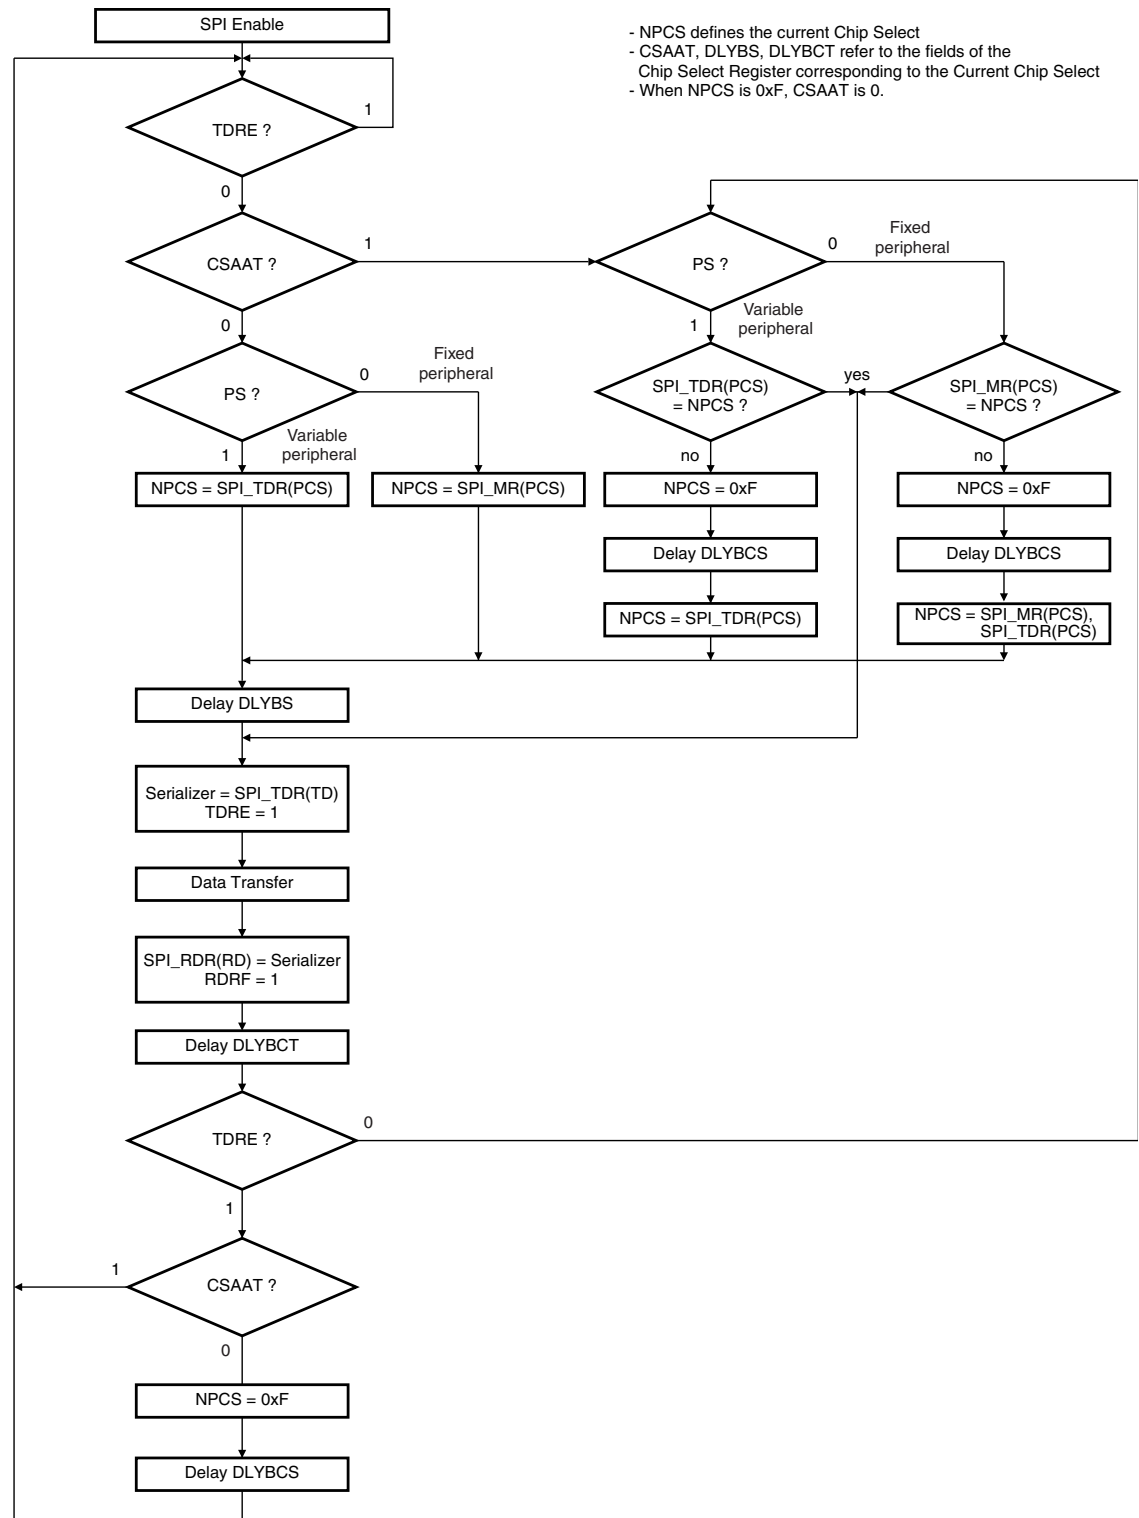 SPI Enable
- NPCS defines the current Chip Select
- CSAAT, DLYBS, DLYBCT refer to the fields of the
Chip Select Register corresponding to the Current Chip Select
- When NPCS is 0xF, CSAAT is 0.
1
TDRE ?
0
CSAAT ?
1
PS ?
0
Fixed
peripheral
0
1
Variable
peripheral
PS ?
0
Fixed
peripheral
1
Variable
peripheral
SPI_TDR(PCS)
= NPCS ?
yes
SPI_MR(PCS)
= NPCS ?
no
no
NPCS = SPI_TDR(PCS)
NPCS = SPI_MR(PCS)
NPCS = 0xF
NPCS = 0xF
Delay DLYBCS
Delay DLYBCS
NPCS = SPI_TDR(PCS)
NPCS = SPI_MR(PCS),
SPI_TDR(PCS)
Delay DLYBS
Serializer = SPI_TDR(TD)
TDRE = 1
Data Transfer
SPI_RDR(RD) = Serializer
RDRF = 1
Delay DLYBCT
TDRE ?
0
1
CSAAT ?
1
0
NPCS = 0xF
Delay DLYBCS